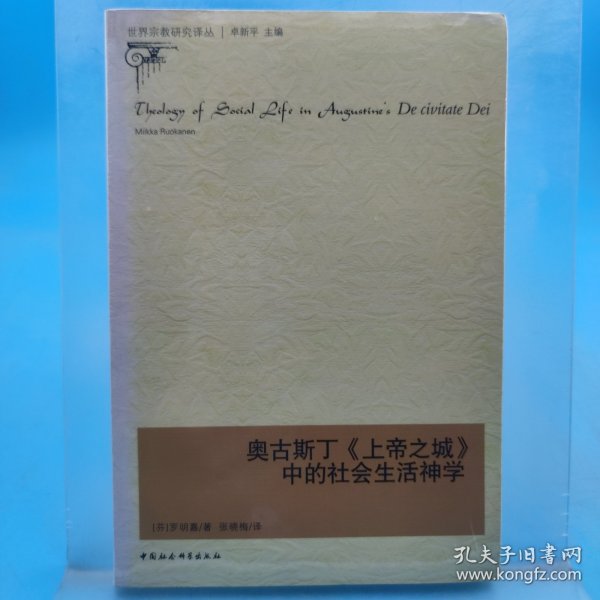 世界宗教研究译丛 | 卓新平 主编
Theology of Social Life in Augustine's De civitate Dei
Miikka Ruokanen
奥古斯丁《上帝之城》
中的社会生活神学
[芬]罗明嘉/著 张晓梅/译
中国社会科学出版社
孔夫子旧书网
www.kongfz.com